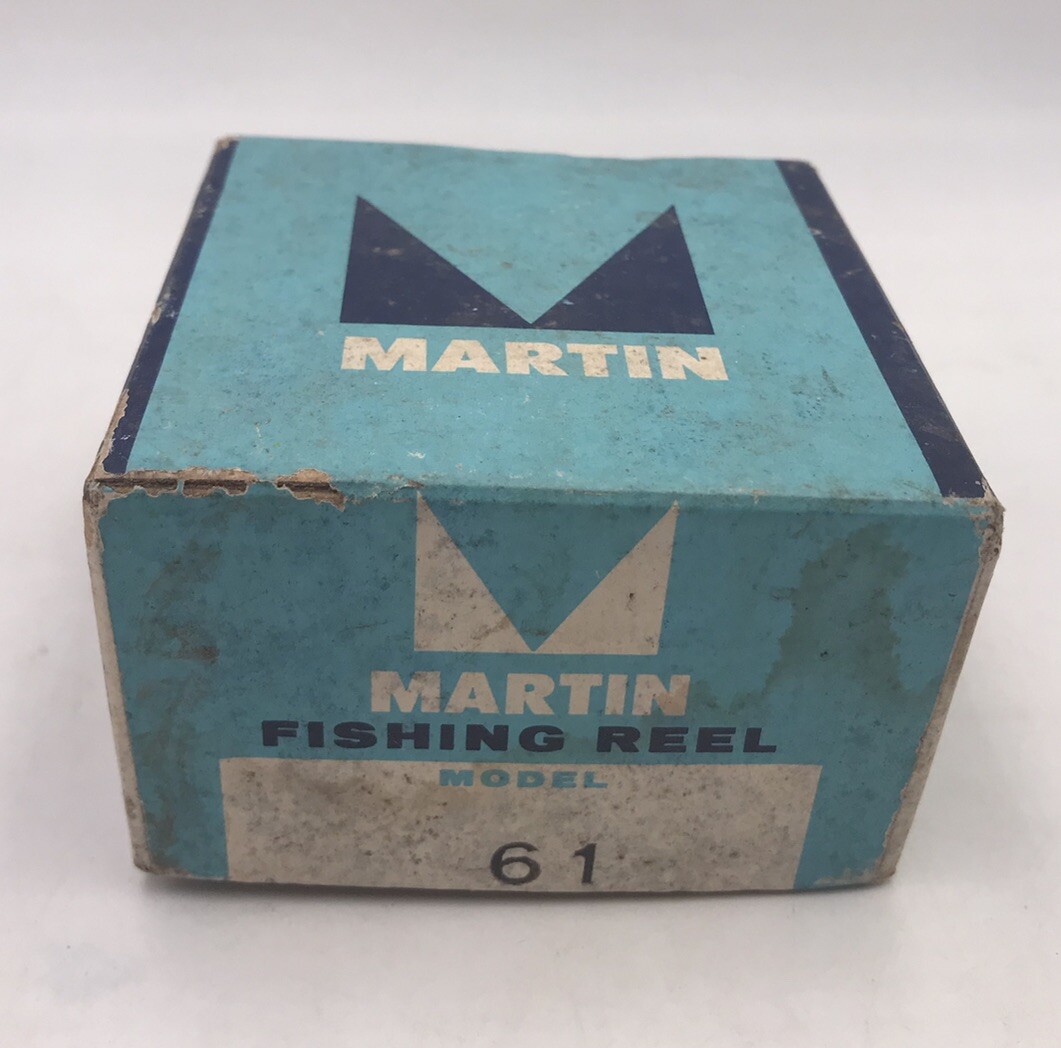 MARTIN
MARTIN
FISHING REEL
MODEL
61